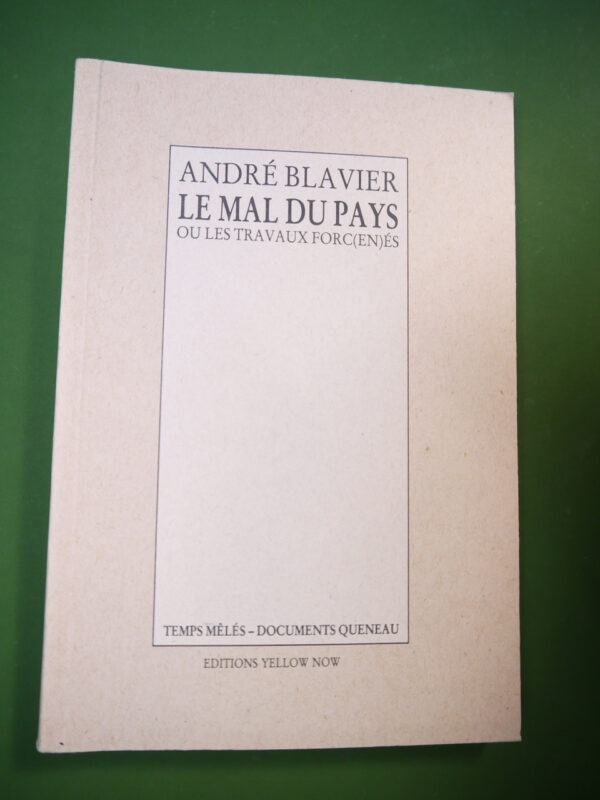 ANDRÉ BLAVIER
LE MAL DU PAYS
OU LES TRAVAUX FORC(EN)ÉS
TEMPS MÊLÉS – DOCUMENTS QUENEAU
EDITIONS YELLOW NOW